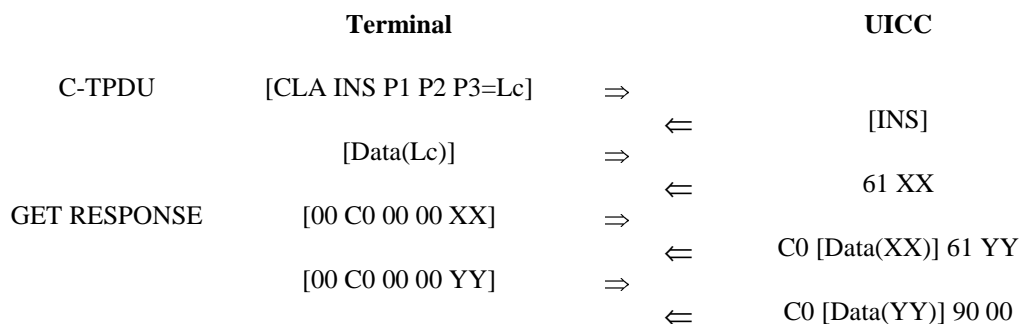 Terminal UICC
C-TPDU [CLA INS P1 P2 P3=Lc] ⇒
⇐ [INS]
[Data(Lc)] ⇒
⇐ 61 XX
GET RESPONSE [00 C0 00 00 XX] ⇒
⇐ C0 [Data(XX)] 61 YY
[00 C0 00 00 YY] ⇒
⇐ C0 [Data(YY)] 90 00